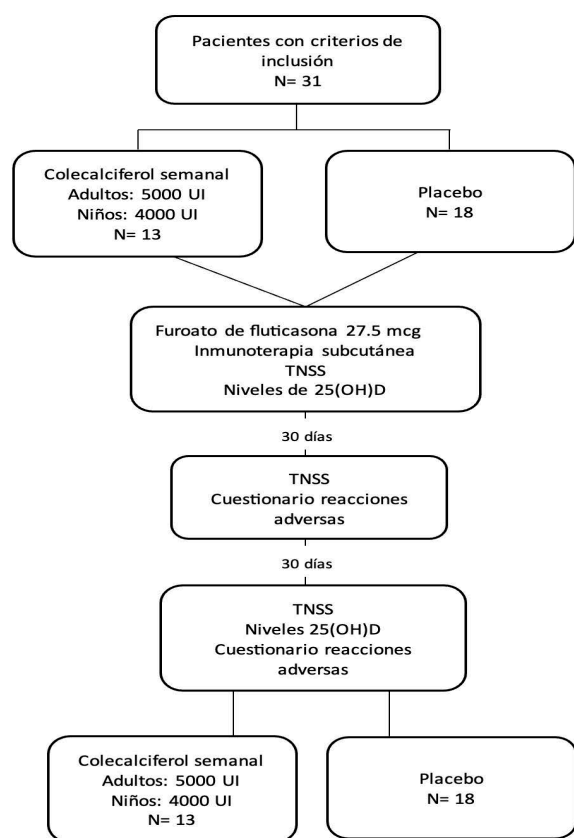 Pacientes con criterios de
inclusión
N= 31
Colecalciferol semanal
Adultos: 5000 UI
Niños: 4000 UI
N= 13
Placebo
N= 18
Furoato de fluticasona 27.5 mcg
Inmunoterapia subcutánea
TNSS
Niveles de 25(OH)D
30 días
TNSS
Cuestionario reacciones
adversas
30 días
TNSS
Niveles 25(OH)D
Cuestionario reacciones
adversas
Colecalciferol semanal
Adultos: 5000 UI
Niños: 4000 UI
N= 13
Placebo
N= 18